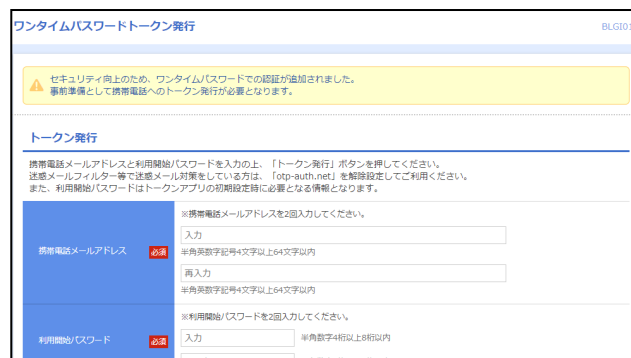 ワンタイムパスワードトークン発行
BLGI01
セキュリティ向上のため、ワンタイムパスワードでの認証が追加されました。
事前準備として携帯電話へのトークン発行が必要となります。
トークン発行
携帯電話メールアドレスと利用開始パスワードを入力の上、「トークン発行」ボタンを押してください。
迷惑メールフィルター等で迷惑メール対策をしている方は、「otp-auth.net」を解除設定してご利用ください。
また、利用開始パスワードはトークンアプリの初期設定時に必要となる情報となります。
※携帯電話メールアドレスを2回入力してください。
携帯電話メールアドレス 必須
入力
半角英数字記号4文字以上64文字以内
再入力
半角英数字記号4文字以上64文字以内
※利用開始パスワードを2回入力してください。
利用開始パスワード 必須
入力 半角数字4桁以上8桁以内